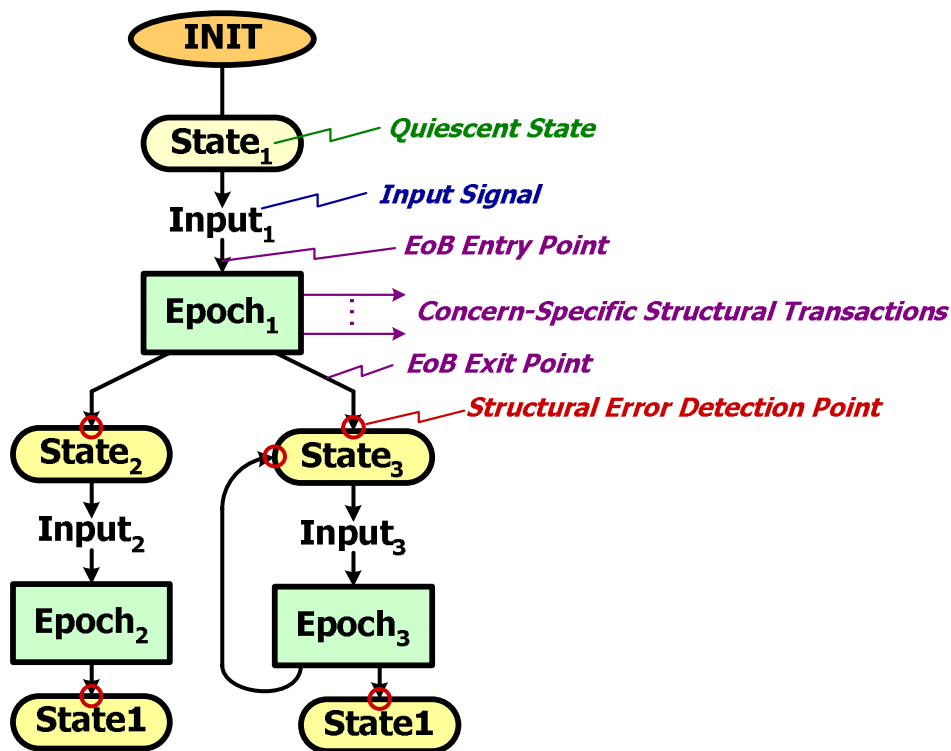 INIT
State₁
Quiescent State
Input₁
Input Signal
EoB Entry Point
Epoch₁
Concern-Specific Structural Transactions
EoB Exit Point
Structural Error Detection Point
State₂
State₃
Input₂
Input₃
Epoch₂
Epoch₃
State1
State1